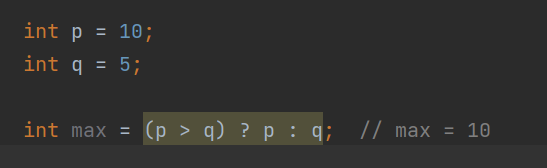 int p = 10;
int q = 5;
int max = (p > q) ? p : q;  // max = 10